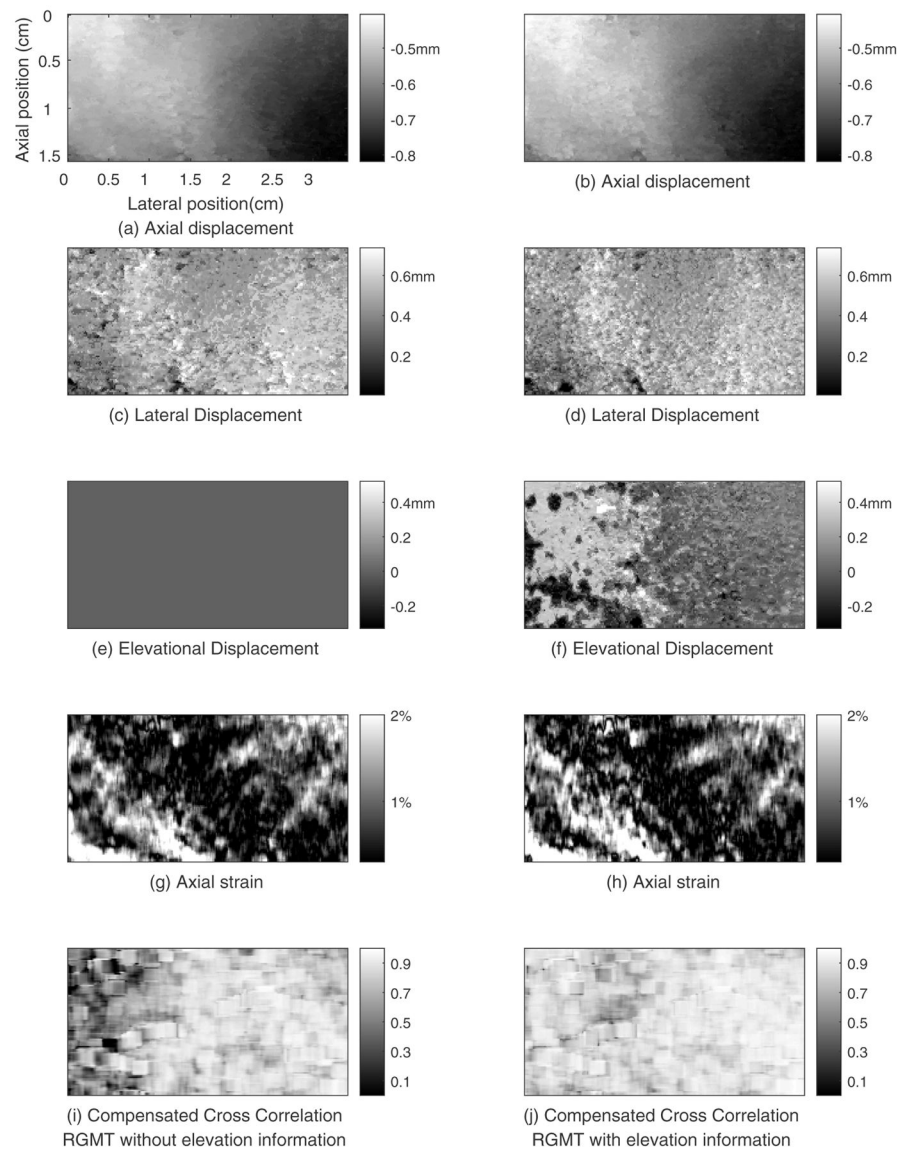 0
0.5
1
1.5
Axial position (cm)
0 0.5 1 1.5 2 2.5 3
Lateral position(cm)
(a) Axial displacement
-0.5mm
-0.6
-0.7
-0.8
-0.5mm
-0.6
-0.7
-0.8
(b) Axial displacement
0.6mm
0.4
0.2
(c) Lateral Displacement
0.6mm
0.4
0.2
(d) Lateral Displacement
0.4mm
0.2
0
-0.2
(e) Elevational Displacement
0.4mm
0.2
0
-0.2
(f) Elevational Displacement
2%
1%
(g) Axial strain
2%
1%
(h) Axial strain
0.9
0.7
0.5
0.3
0.1
(i) Compensated Cross Correlation
RGMT without elevation information
0.9
0.7
0.5
0.3
0.1
(j) Compensated Cross Correlation
RGMT with elevation information